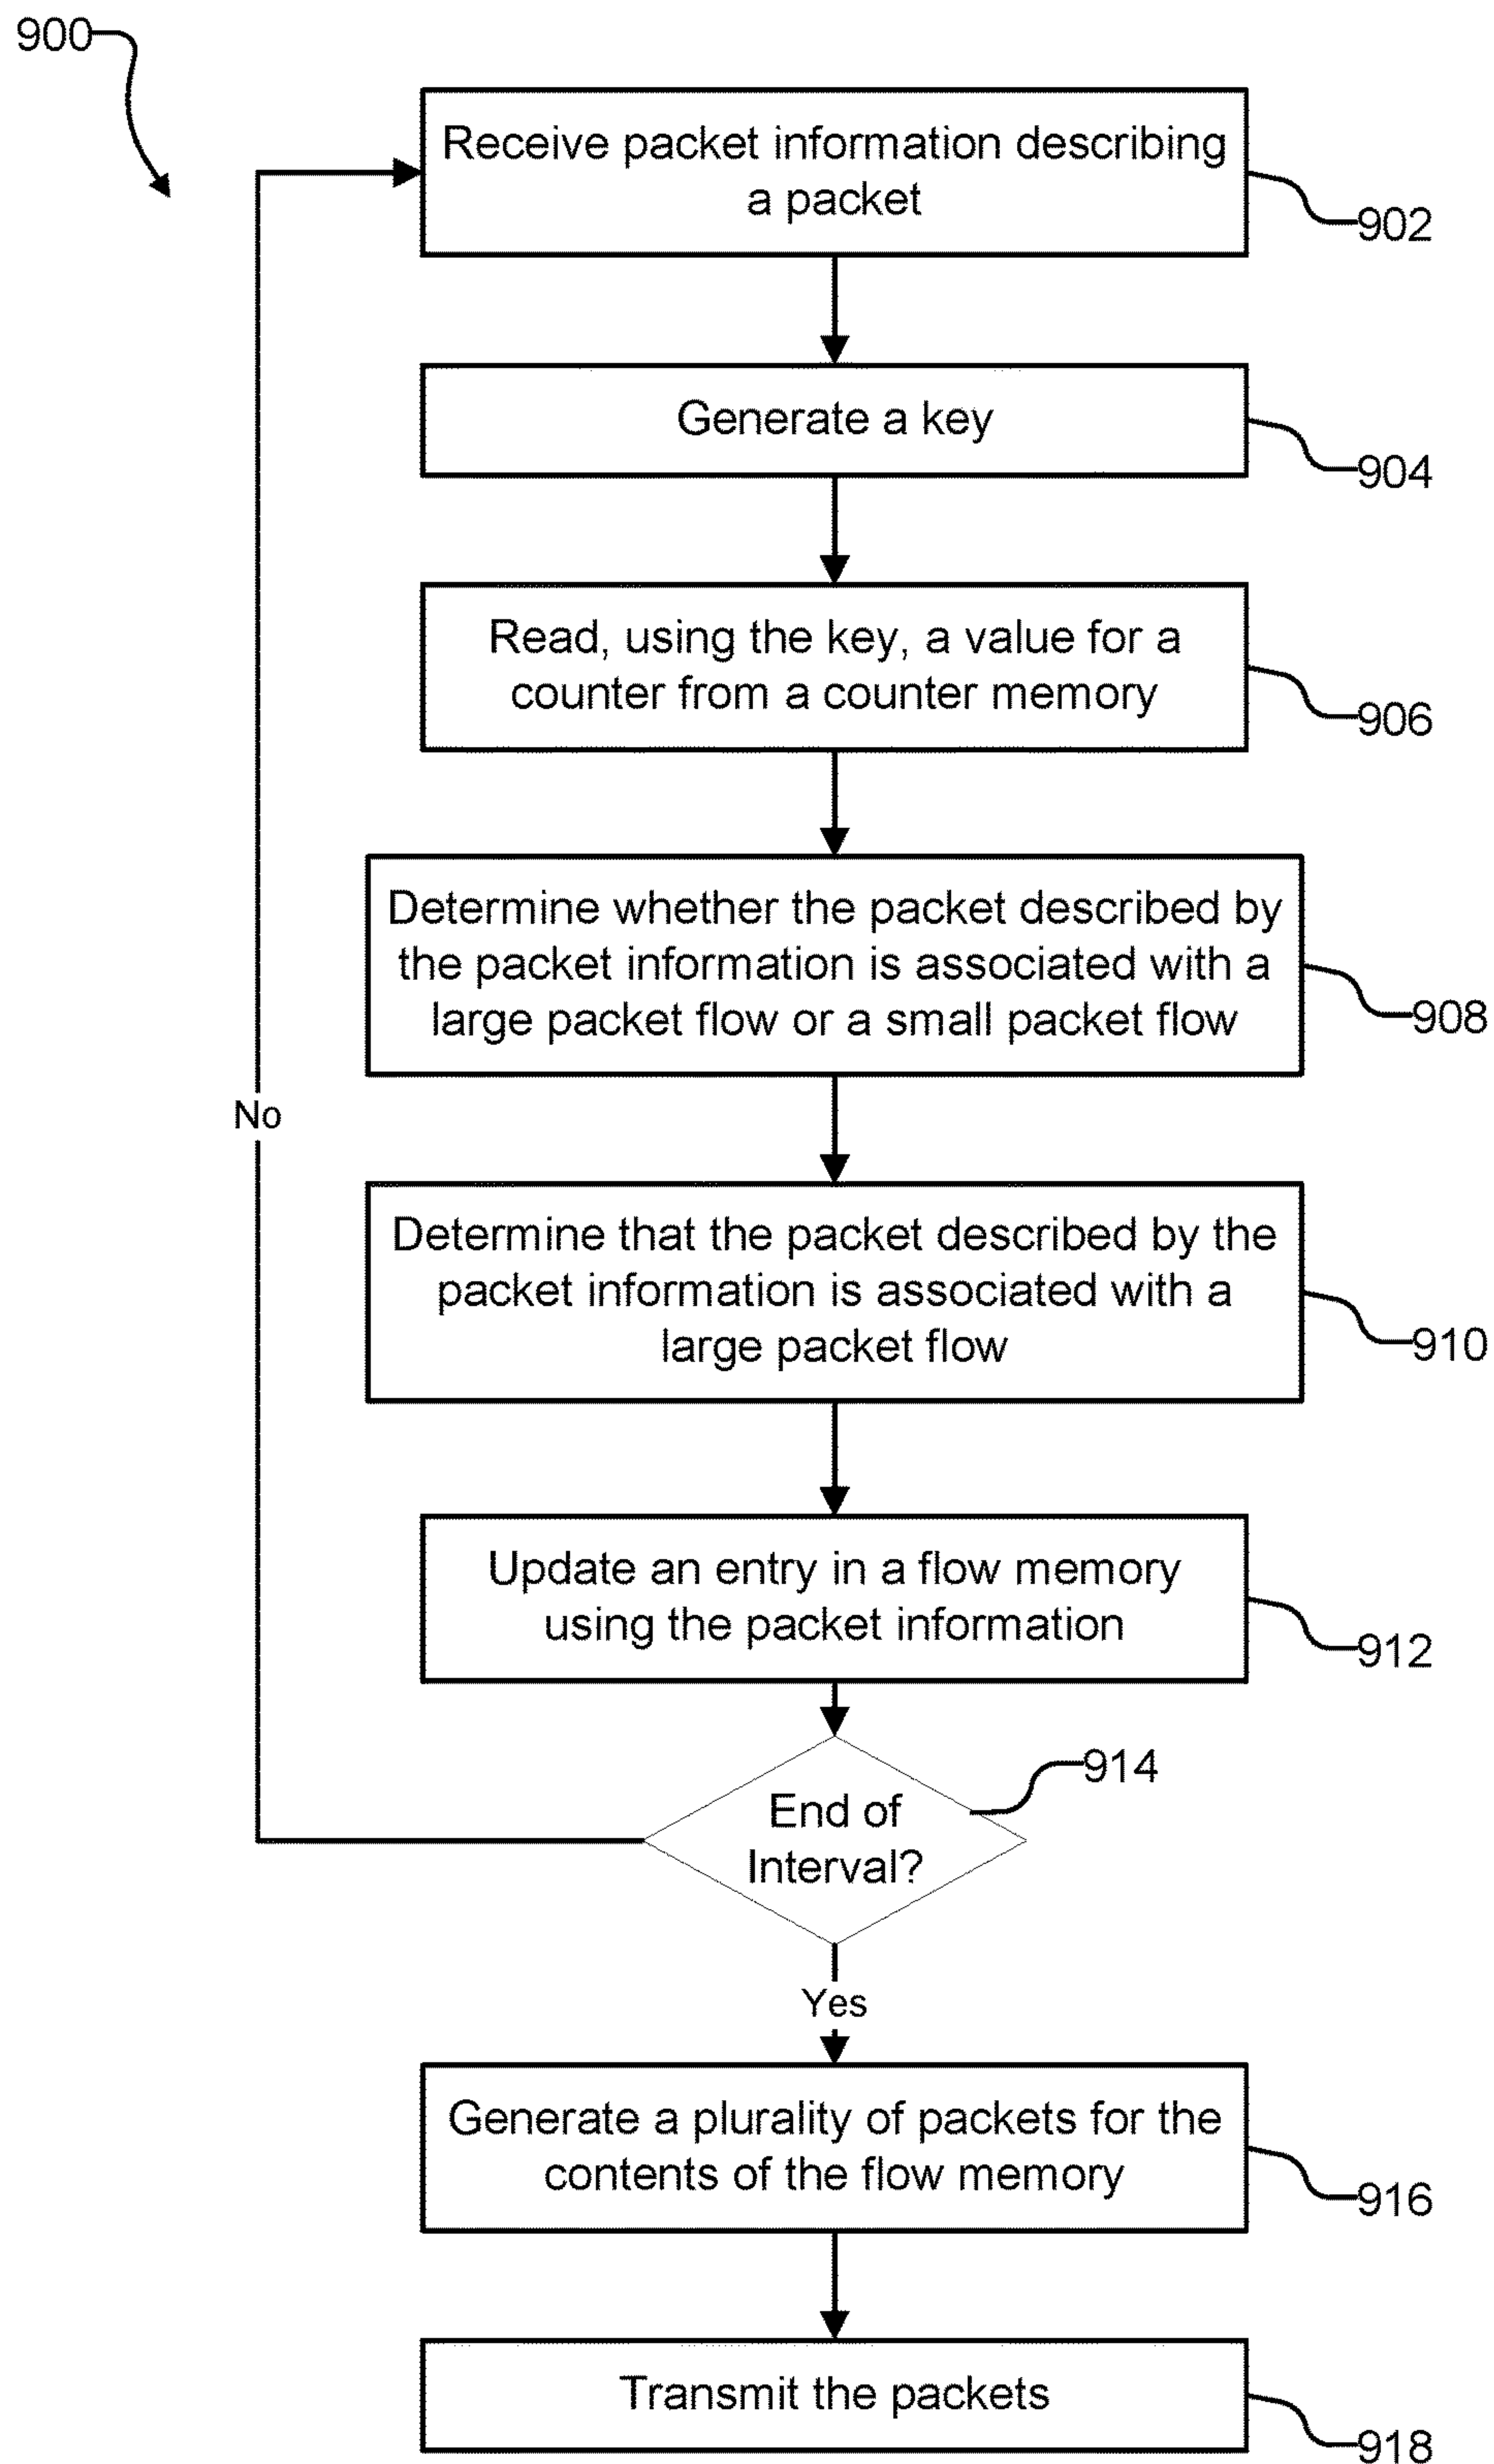 900
Receive packet information describing
a packet
902
Generate a key
904
Read, using the key, a value for a
counter from a counter memory
906
Determine whether the packet described by
the packet information is associated with a
large packet flow or a small packet flow
908
No
Determine that the packet described by the
packet information is associated with a
large packet flow
910
Update an entry in a flow memory
using the packet information
912
914
End of
Interval?
Yes
Generate a plurality of packets for the
contents of the flow memory
916
Transmit the packets
918